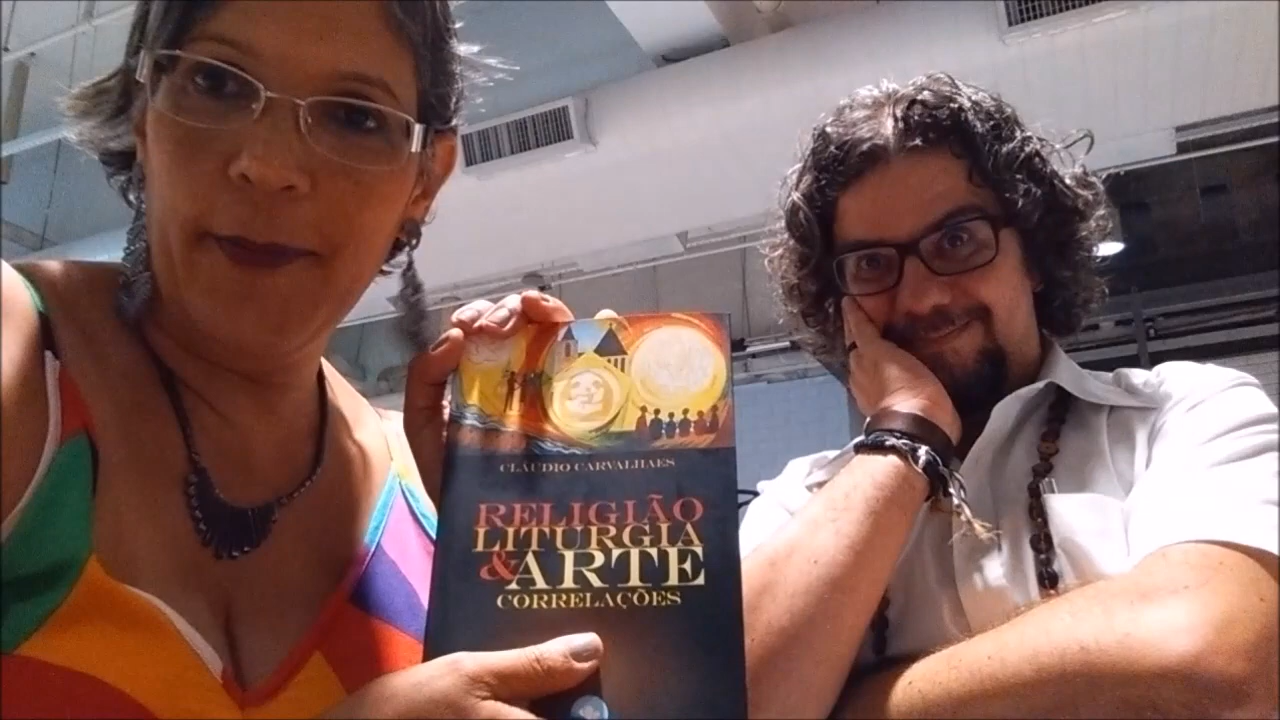 CLÁUDIO CARVALHAES
RELIGIÃO
LITURGIA
&ARTE
CORRELAÇÕES